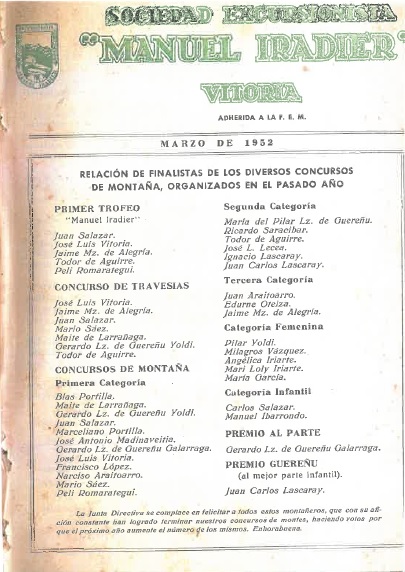 SOCIEDAD EXCURSIONISTA
"MANUEL IRADIER"
VITORIA
ADHERIDA A LA F. E. M.
MARZO DE 1952
RELACIÓN DE FINALISTAS DE LOS DIVERSOS CONCURSOS
DE MONTAÑA, ORGANIZADOS EN EL PASADO AÑO
PRIMER TROFEO
"Manuel Iradier"
Juan Salazar.
José Luis Vitoria.
Jaime Mz. de Alegría.
Todor de Aguirre.
Peli Romarategui.
CONCURSO DE TRAVESIAS
José Luis Vitoria.
Jaime Mz. de Alegría.
Juan Salazar.
Mario Sáez.
Maite de Larrañaga.
Gerardo Lz. de Guereñu Yoldi.
Todor de Aguirre.
CONCURSOS DE MONTAÑA
Primera Categoría
Blas Portilla.
Maite de Larrañaga.
Gerardo Lz. de Guereñu Yoldi.
Juan Salazar.
Marceliano Portilla.
José Antonio Madinaveitia.
Gerardo Lz. de Guereñu Galarraga.
José Luis Vitoria.
Francisco López.
Narciso Araitoarro.
Mario Sáez.
Peli Romarategui.
Segunda Categoría
María del Pilar Lz. de Guereñu.
Ricardo Saracibar.
Todor de Aguirre.
José L. Lecea.
Ignacio Lascaray.
Juan Carlos Lascaray.
Tercera Categoría
Juan Araitoarro.
Edurne Oteiza.
Jaime Mz. de Alegría.
Categoría Femenina
Pilar Yoldi.
Milagros Vázquez.
Angélica Iriarte.
Mari Loly Iriarte.
María García.
Categoría Infantil
Carlos Salazar.
Manuel Ibarrondo.
PREMIO AL PARTE
Gerardo Lz. de Guereñu Galarraga.
PREMIO GUEREÑU
(al mejor parte infantil).
Juan Carlos Lascaray.
La Junta Directiva se complace en felicitar a todos estos montañeros, que con su afi-
ción constante han logrado terminar nuestros concursos de montes, haciendo votos por
que el próximo año aumente el número de los mismos. Enhorabuena.